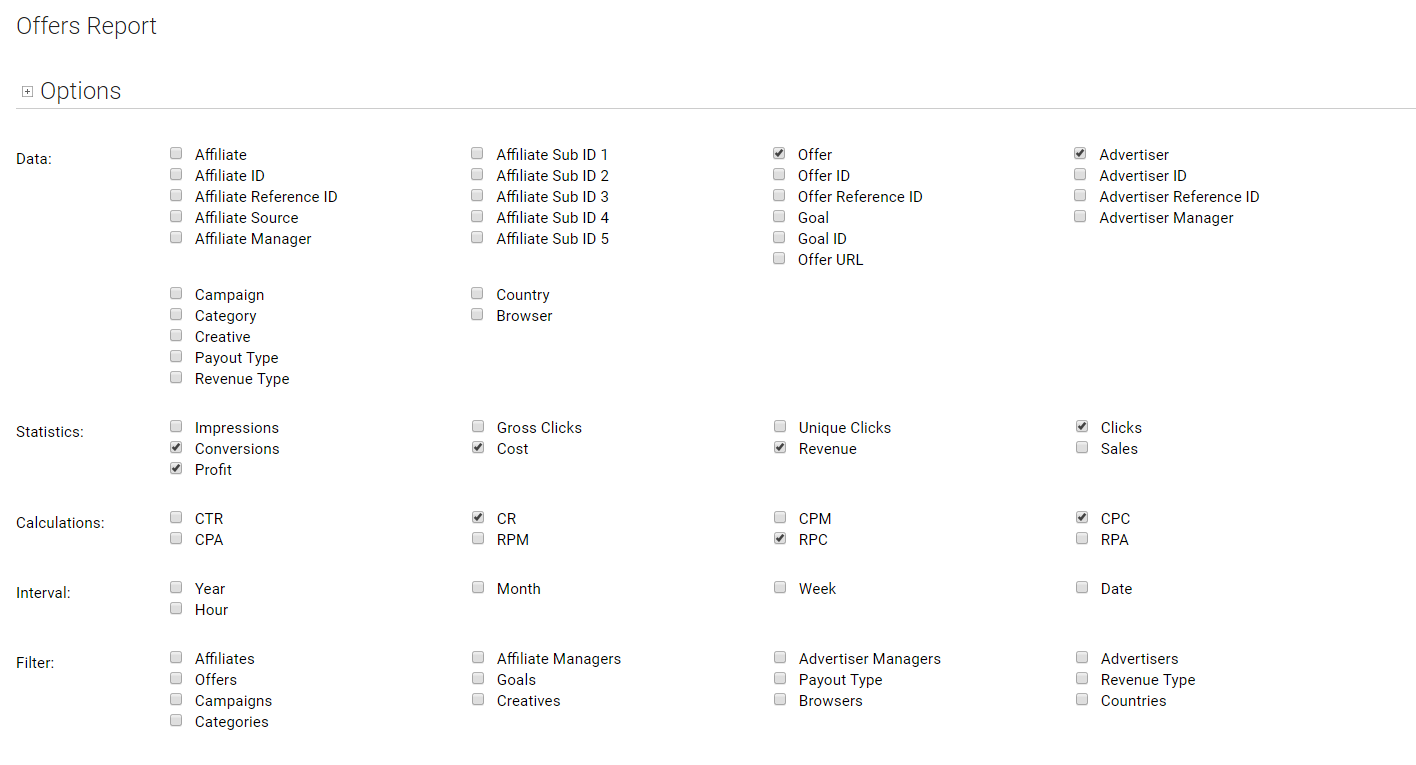 Offers Report
Options
Data: Affiliate Affiliate Sub ID 1 Offer Advertiser
Affiliate ID Affiliate Sub ID 2 Offer ID Advertiser ID
Affiliate Reference ID Affiliate Sub ID 3 Offer Reference ID Advertiser Reference ID
Affiliate Source Affiliate Sub ID 4 Goal Advertiser Manager
Affiliate Manager Affiliate Sub ID 5 Goal ID
Offer URL
Campaign Country
Category Browser
Creative
Payout Type
Revenue Type
Statistics: Impressions Gross Clicks Unique Clicks Clicks
Conversions Cost Revenue Sales
Profit
Calculations: CTR CR CPM CPC
CPA RPM RPC RPA
Interval: Year Month Week Date
Hour
Filter: Affiliates Affiliate Managers Advertiser Managers Advertisers
Offers Goals Payout Type Revenue Type
Campaigns Creatives Browsers Countries
Categories